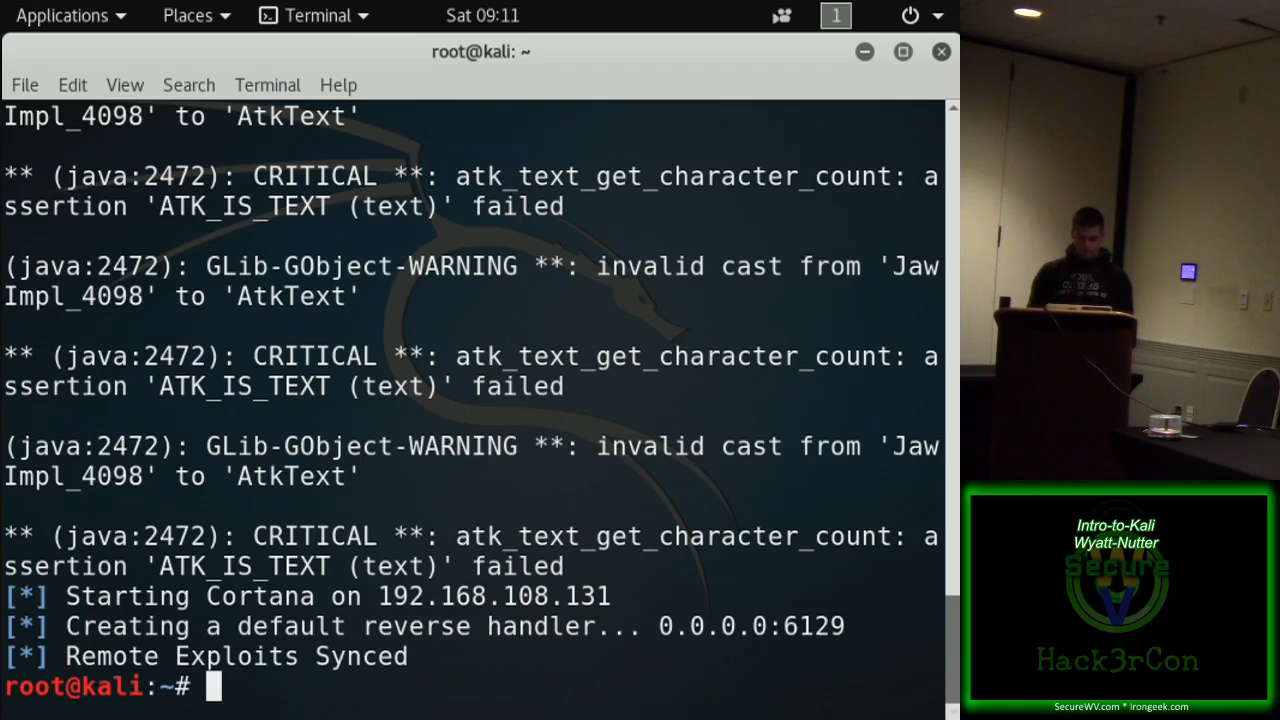 Applications Places Terminal Sat 09:11 1
root@kali: ~
File Edit View Search Terminal Help
Impl_4098' to 'AtkText'
** (java:2472): CRITICAL **: atk_text_get_character_count: a
ssertion 'ATK_IS_TEXT (text)' failed
(java:2472): GLib-GObject-WARNING **: invalid cast from 'Jaw
Impl_4098' to 'AtkText'
** (java:2472): CRITICAL **: atk_text_get_character_count: a
ssertion 'ATK_IS_TEXT (text)' failed
(java:2472): GLib-GObject-WARNING **: invalid cast from 'Jaw
Impl_4098' to 'AtkText'
** (java:2472): CRITICAL **: atk_text_get_character_count: a
ssertion 'ATK_IS_TEXT (text)' failed
[*] Starting Cortana on 192.168.108.131
[*] Creating a default reverse handler... 0.0.0.0:6129
[*] Remote Exploits Synced
root@kali:~#
Intro-to-Kali
Wyatt-Nutter
Secure
WV
Hack3rCon
SecureWV.com * Irongeek.com